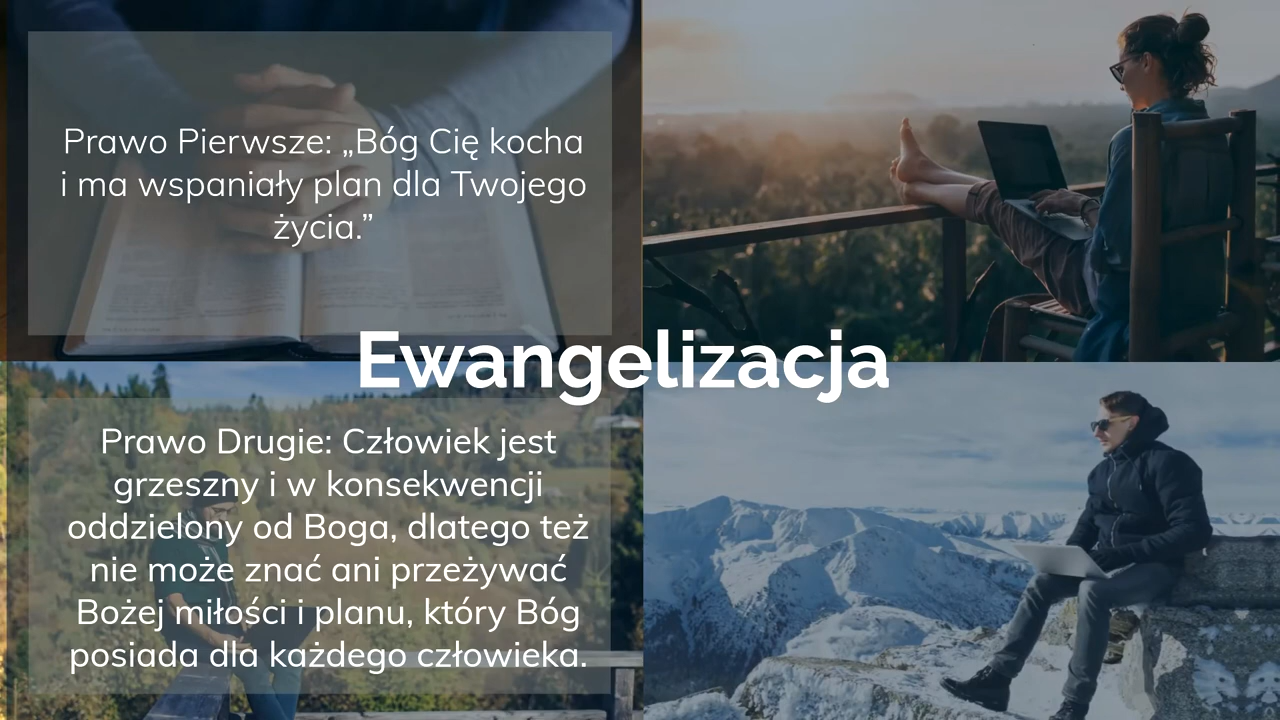 Prawo Pierwsze: „Bóg Cię kocha
i ma wspaniały plan dla Twojego
życia.”
Ewangelizacja
Prawo Drugie: Człowiek jest
grzeszny i w konsekwencji
oddzielony od Boga, dlatego też
nie może znać ani przeżywać
Bożej miłości i planu, który Bóg
posiada dla każdego człowieka.